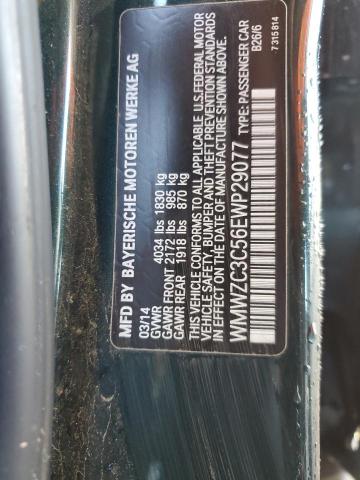 MFD BY BAYERISCHE MOTOREN WERKE AG
03/14
GVWR 4034 lbs 1830 kg
GAWR FRONT 2172 lbs 985 kg
GAWR REAR 1918 lbs 870 kg
THIS VEHICLE CONFORMS TO ALL APPLICABLE U.S. FEDERAL MOTOR
VEHICLE SAFETY, BUMPER AND THEFT PREVENTION STANDARDS
IN EFFECT ON THE DATE OF MANUFACTURE SHOWN ABOVE.
WMWZC3C56EWP29077 TYPE: PASSENGER CAR
B26/6
7 315 814